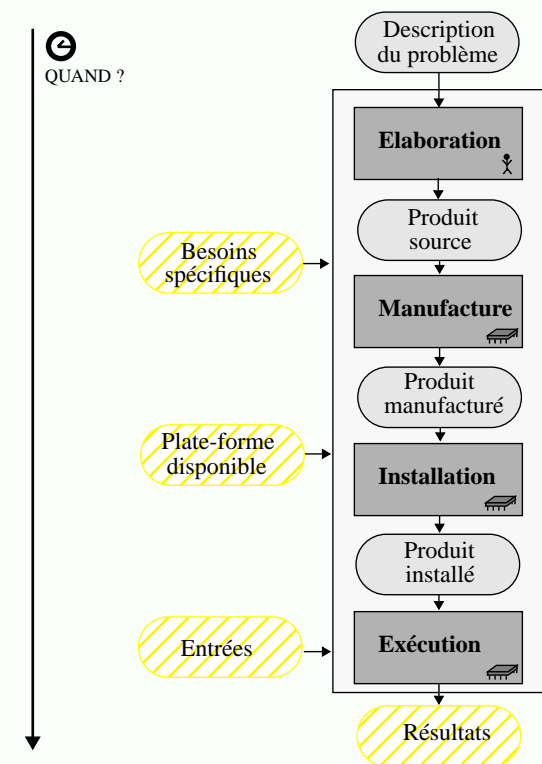 QUAND ?
Description
du problème
Elaboration
Produit
source
Besoins
spécifiques
Manufacture
Produit
manufacturé
Plate-forme
disponible
Installation
Produit
installé
Entrées
Exécution
Résultats